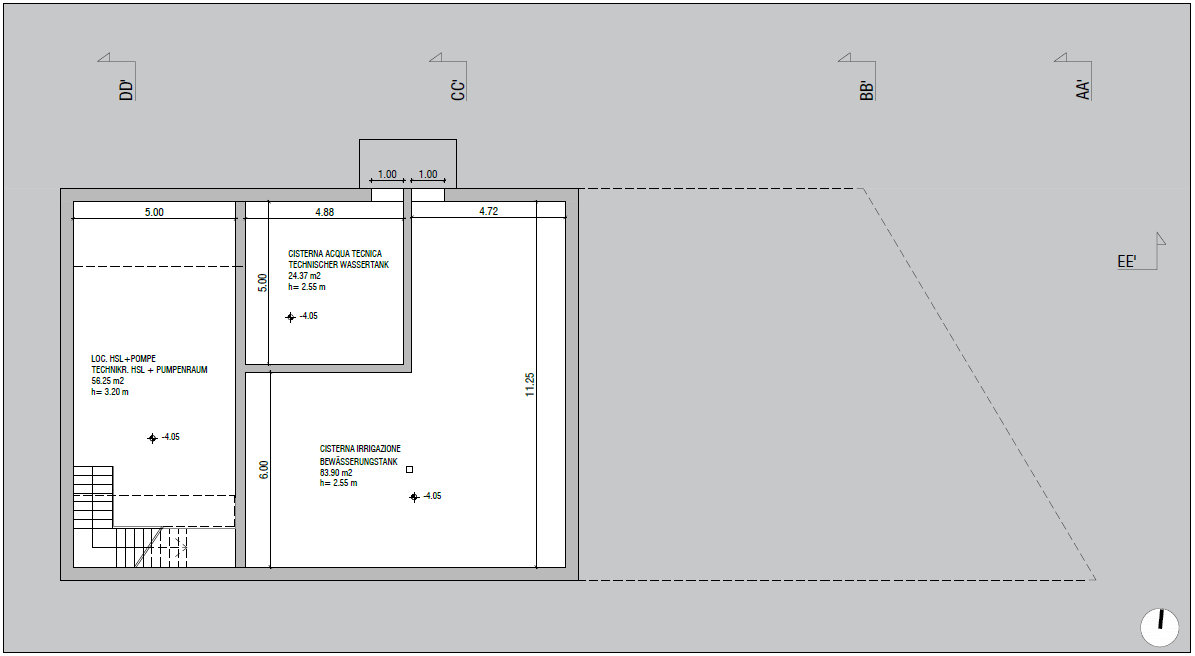 DD'
CC'
BB'
AA'
1.00
1.00
5.00
4.88
4.72
CISTERNA ACQUA TECNICA
TECHNISCHER WASSERTANK
24.37 m2
h= 2.55 m
5.00
-4.05
EE'
LOC. HSL+POMPE
TECHNIKR. HSL + PUMPENRAUM
56.25 m2
h= 3.20 m
-4.05
11.25
CISTERNA IRRIGAZIONE
BEWÄSSERUNGSTANK
83.90 m2
h= 2.55 m
6.00
-4.05